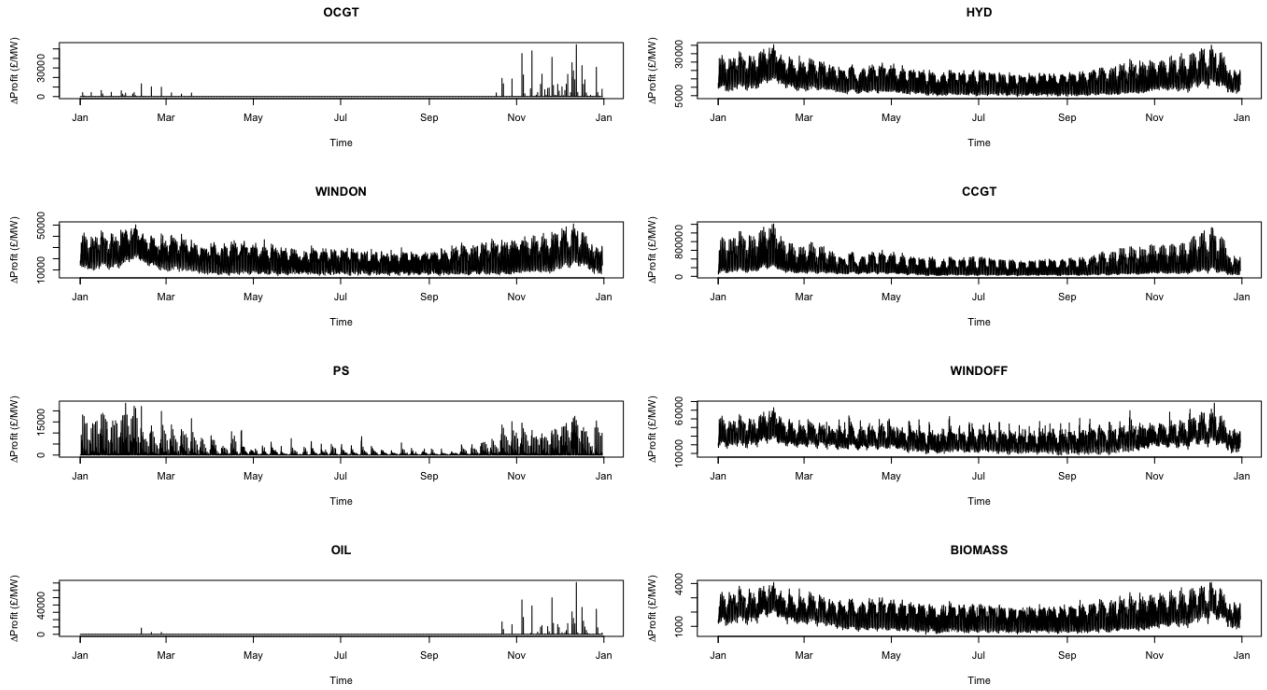 OCGT
ΔProfit (£/MW)
0 30000
Jan Mar May Jul Sep Nov Jan
Time
HYD
ΔProfit (£/MW)
5000 30000
Jan Mar May Jul Sep Nov Jan
Time
WINDON
ΔProfit (£/MW)
10000 50000
Jan Mar May Jul Sep Nov Jan
Time
CCGT
ΔProfit (£/MW)
0 80000
Jan Mar May Jul Sep Nov Jan
Time
PS
ΔProfit (£/MW)
0 15000
Jan Mar May Jul Sep Nov Jan
Time
WINDOFF
ΔProfit (£/MW)
10000 60000
Jan Mar May Jul Sep Nov Jan
Time
OIL
ΔProfit (£/MW)
0 40000
Jan Mar May Jul Sep Nov Jan
Time
BIOMASS
ΔProfit (£/MW)
1000 4000
Jan Mar May Jul Sep Nov Jan
Time